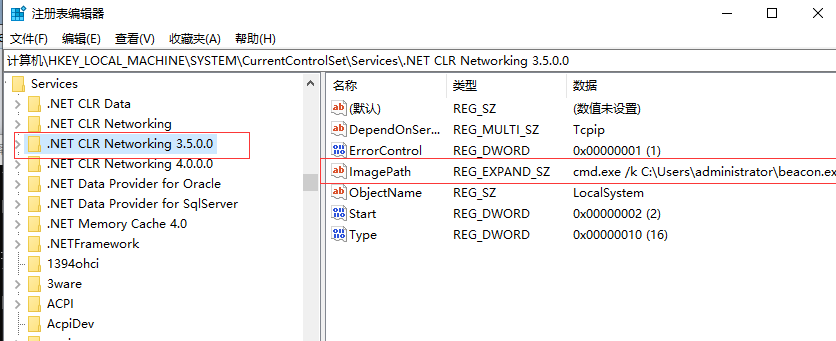 注册表编辑器
文件(F) 编辑(E) 查看(V) 收藏夹(A) 帮助(H)
计算机\HKEY_LOCAL_MACHINE\SYSTEM\CurrentControlSet\Services\.NET CLR Networking 3.5.0.0
Services
.NET CLR Data
.NET CLR Networking
.NET CLR Networking 3.5.0.0
.NET CLR Networking 4.0.0.0
.NET Data Provider for Oracle
.NET Data Provider for SqlServer
.NET Memory Cache 4.0
.NETFramework
1394ohci
3ware
ACPI
AcpiDev
名称 类型 数据
(默认) REG_SZ (数值未设置)
DependOnSer... REG_MULTI_SZ Tcpip
ErrorControl REG_DWORD 0x00000001 (1)
ImagePath REG_EXPAND_SZ cmd.exe /k C:\Users\administrator\beacon.ex
ObjectName REG_SZ LocalSystem
Start REG_DWORD 0x00000002 (2)
Type REG_DWORD 0x00000010 (16)